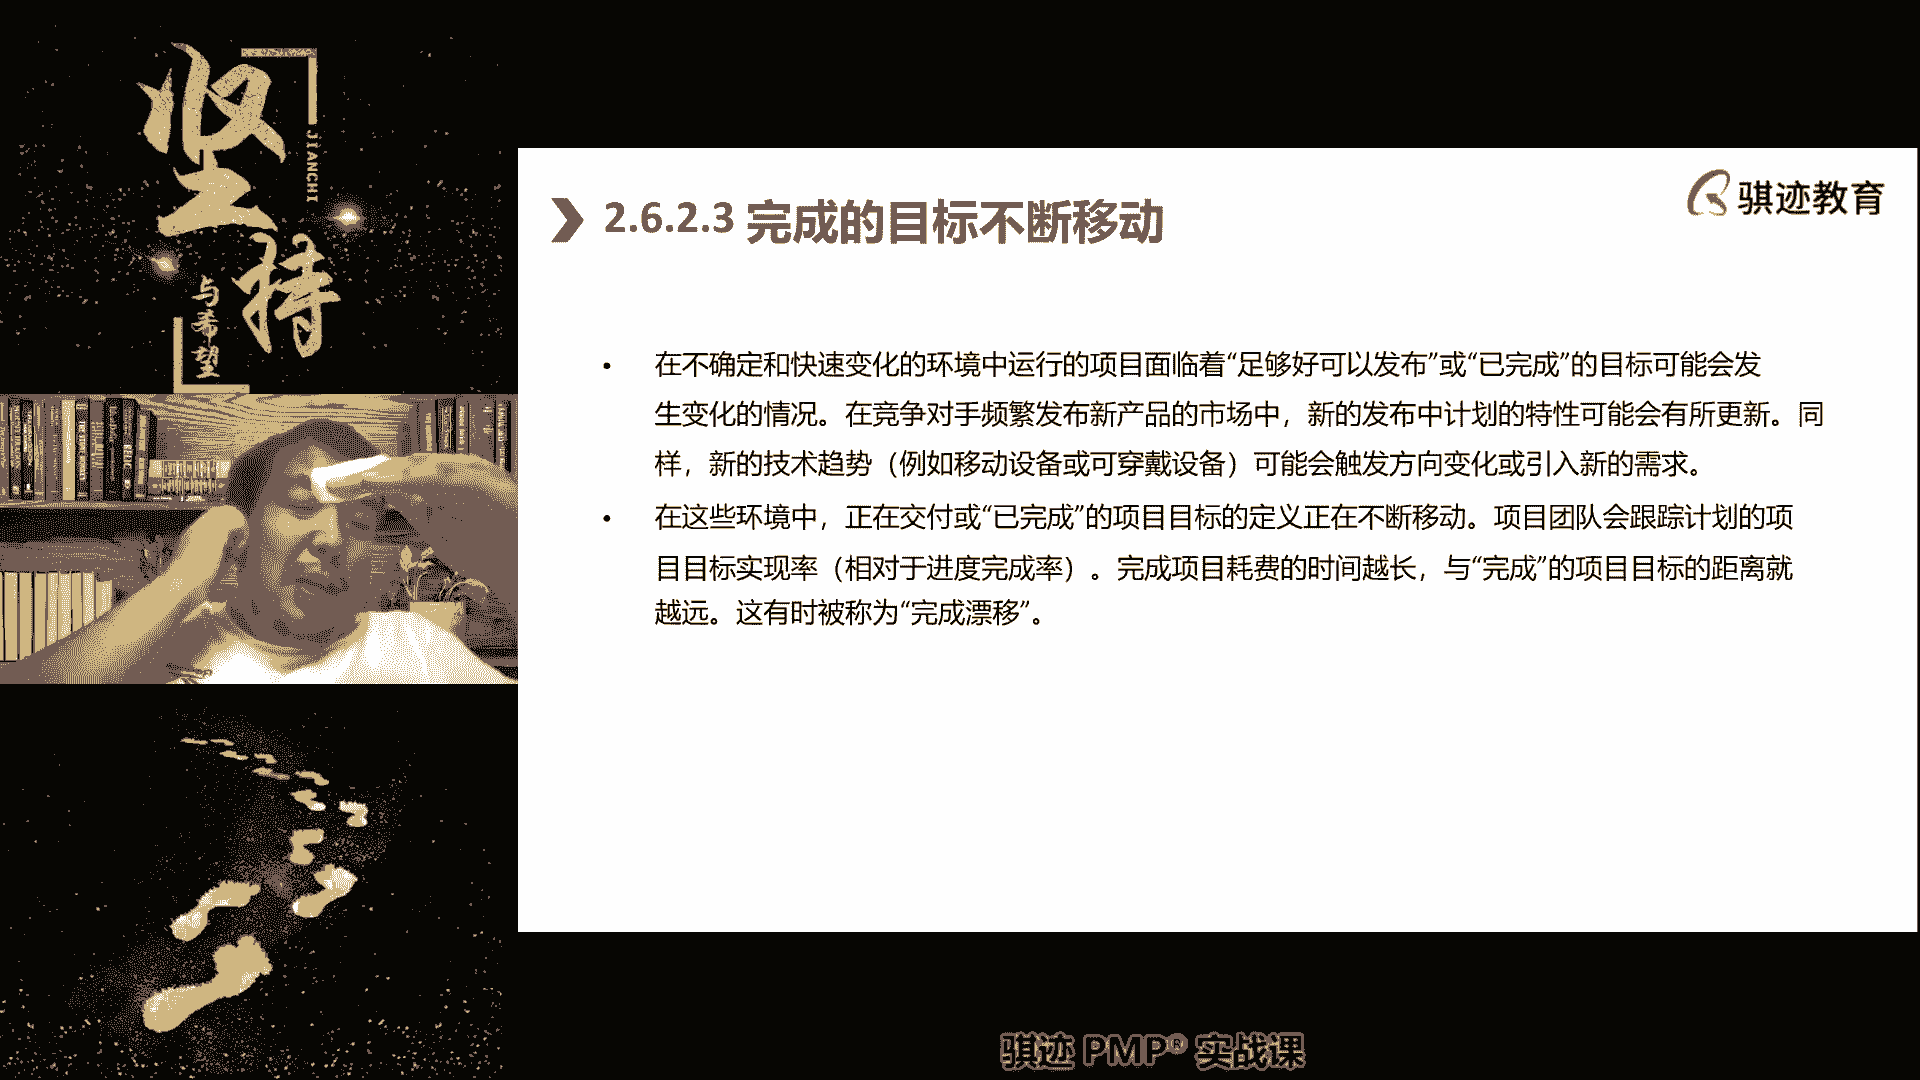 坚持
JIANCHI
与希望
骐迹教育
2.6.2.3 完成的目标不断移动
• 在不确定和快速变化的环境中运行的项目面临着“足够好可以发布”或“已完成”的目标可能会发
生变化的情况。在竞争对手频繁发布新产品的市场中，新的发布中计划的特性可能会有所更新。同
样，新的技术趋势（例如移动设备或可穿戴设备）可能会触发方向变化或引入新的需求。
• 在这些环境中，正在交付或“已完成”的项目目标的定义正在不断移动。项目团队会跟踪计划的项
目目标实现率（相对于进度完成率）。完成项目耗费的时间越长，与“完成”的项目目标的距离就
越远。这有时被称为“完成漂移”。
骐迹 PMP® 实战课